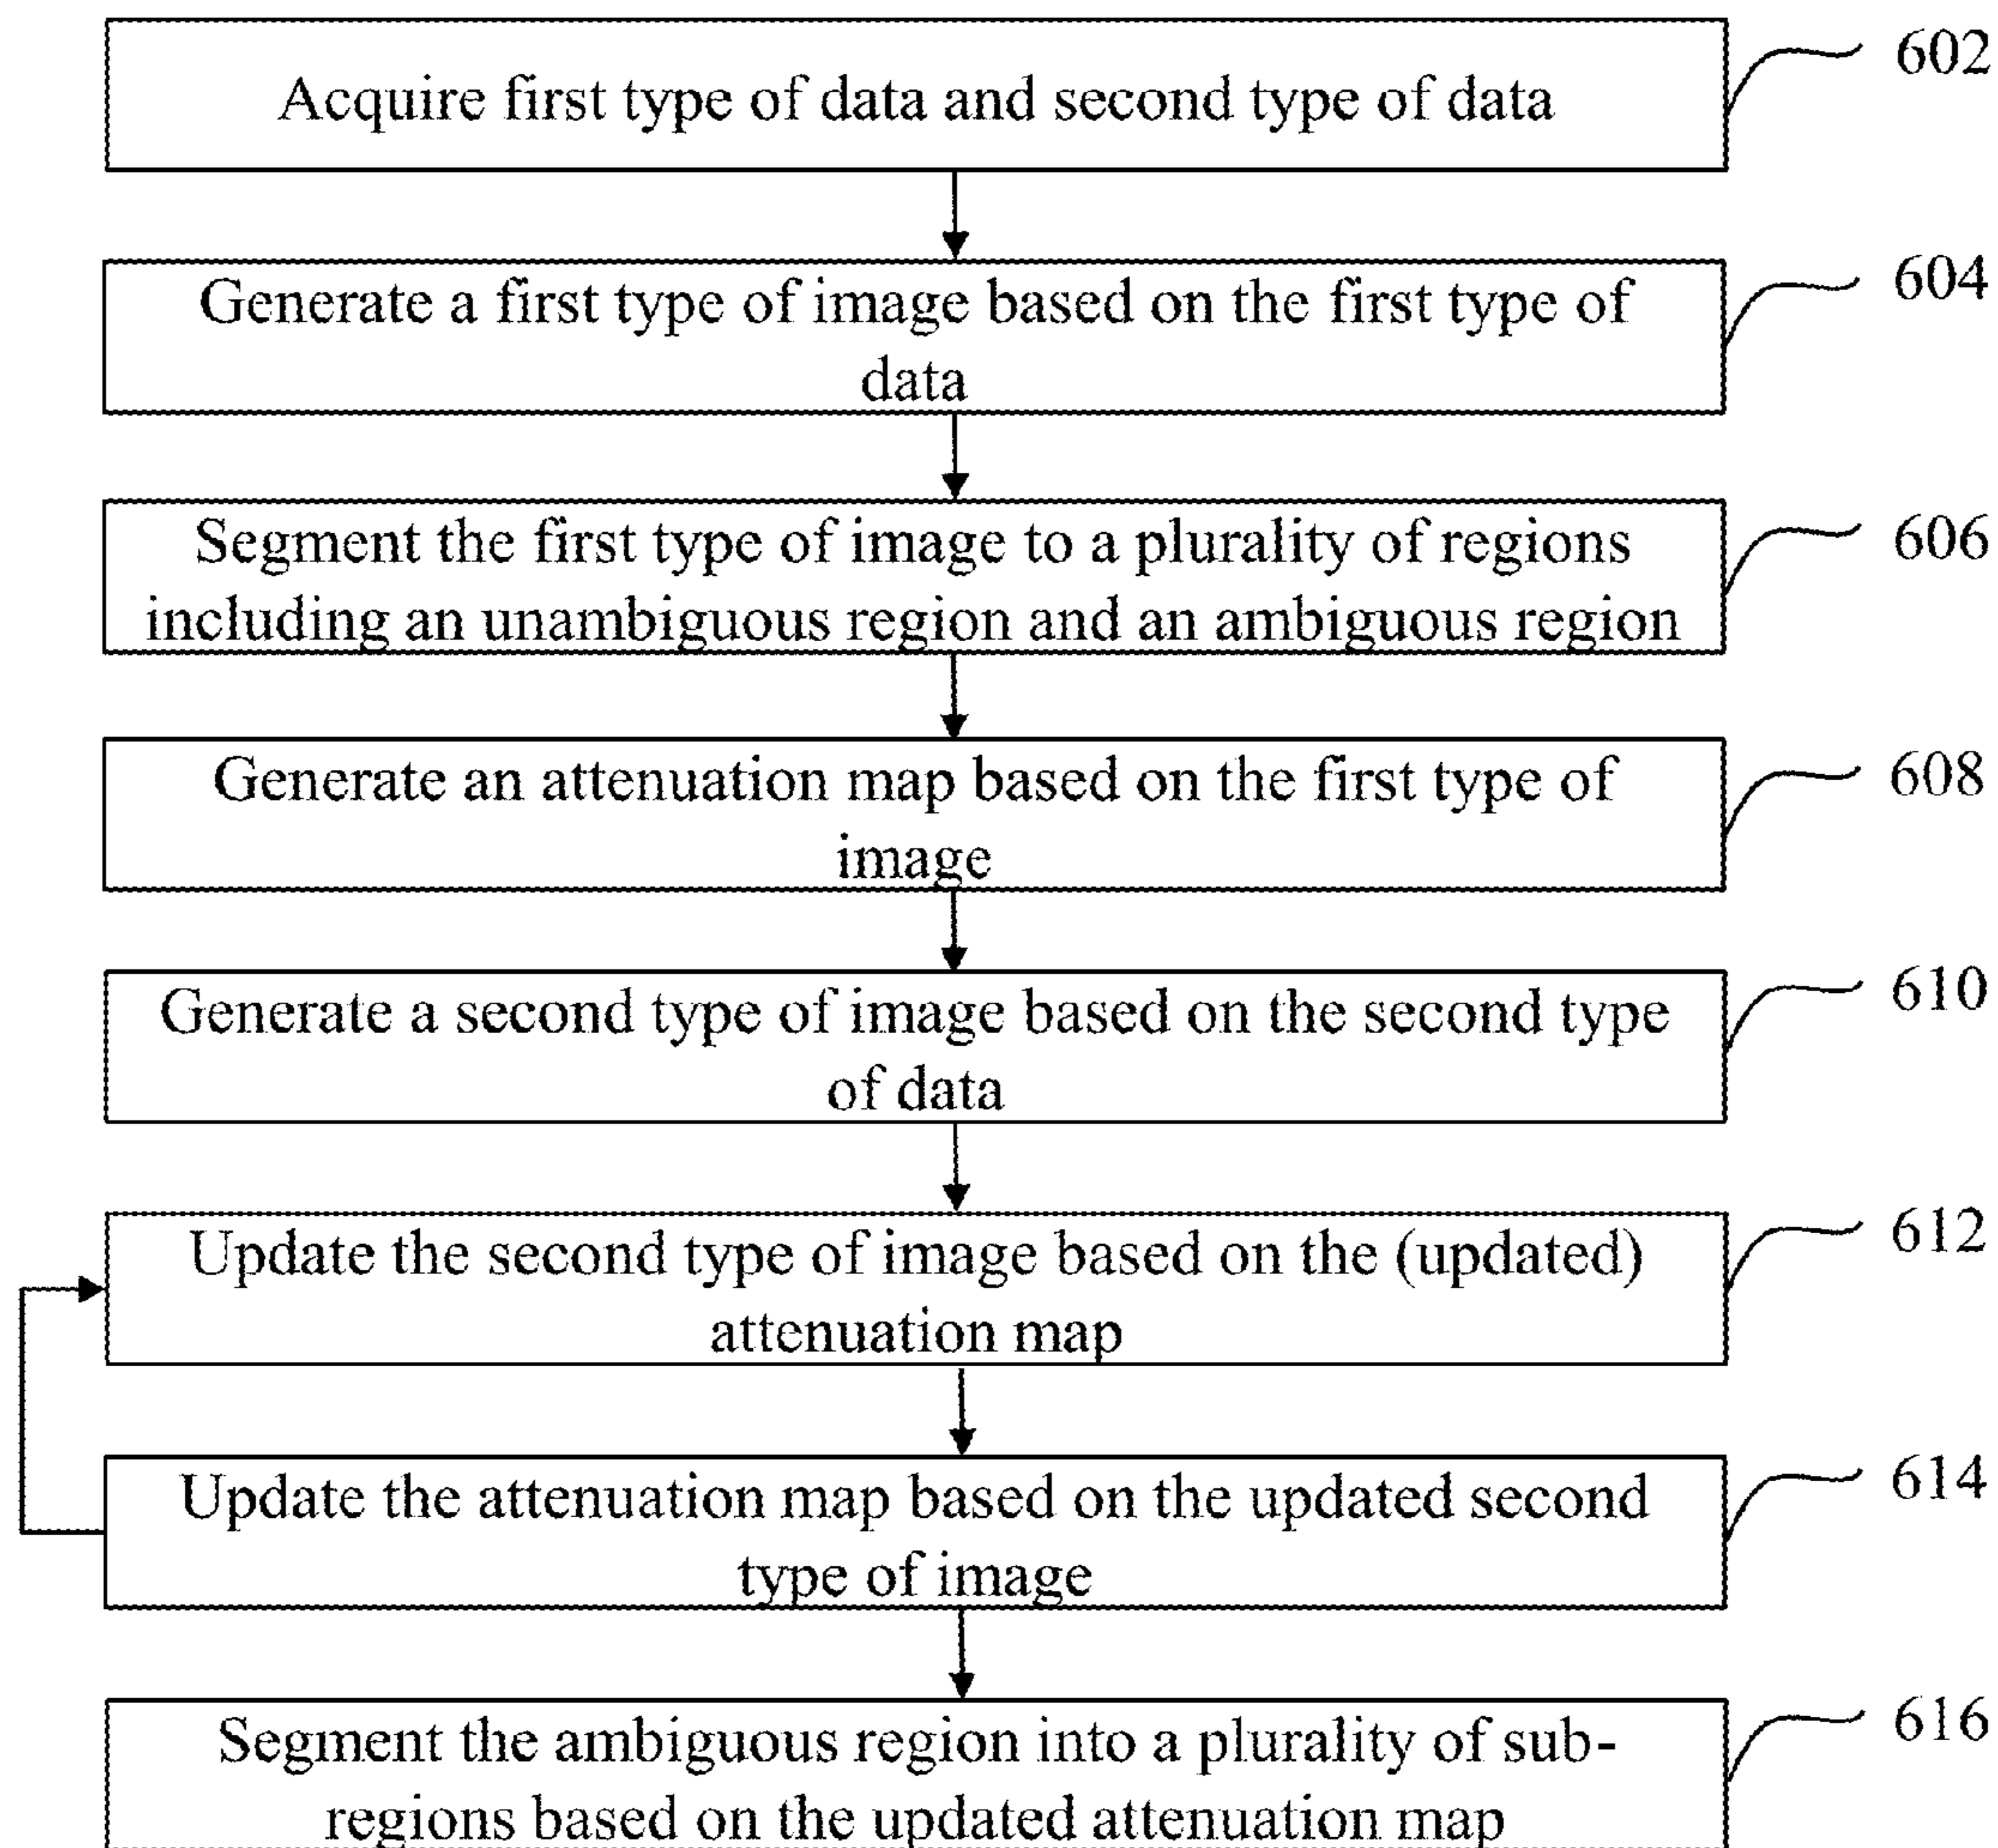 Acquire first type of data and second type of data
602
Generate a first type of image based on the first type of
data
604
Segment the first type of image to a plurality of regions
including an unambiguous region and an ambiguous region
606
Generate an attenuation map based on the first type of
image
608
Generate a second type of image based on the second type
of data
610
Update the second type of image based on the (updated)
attenuation map
612
Update the attenuation map based on the updated second
type of image
614
Segment the ambiguous region into a plurality of sub-
regions based on the updated attenuation map
616